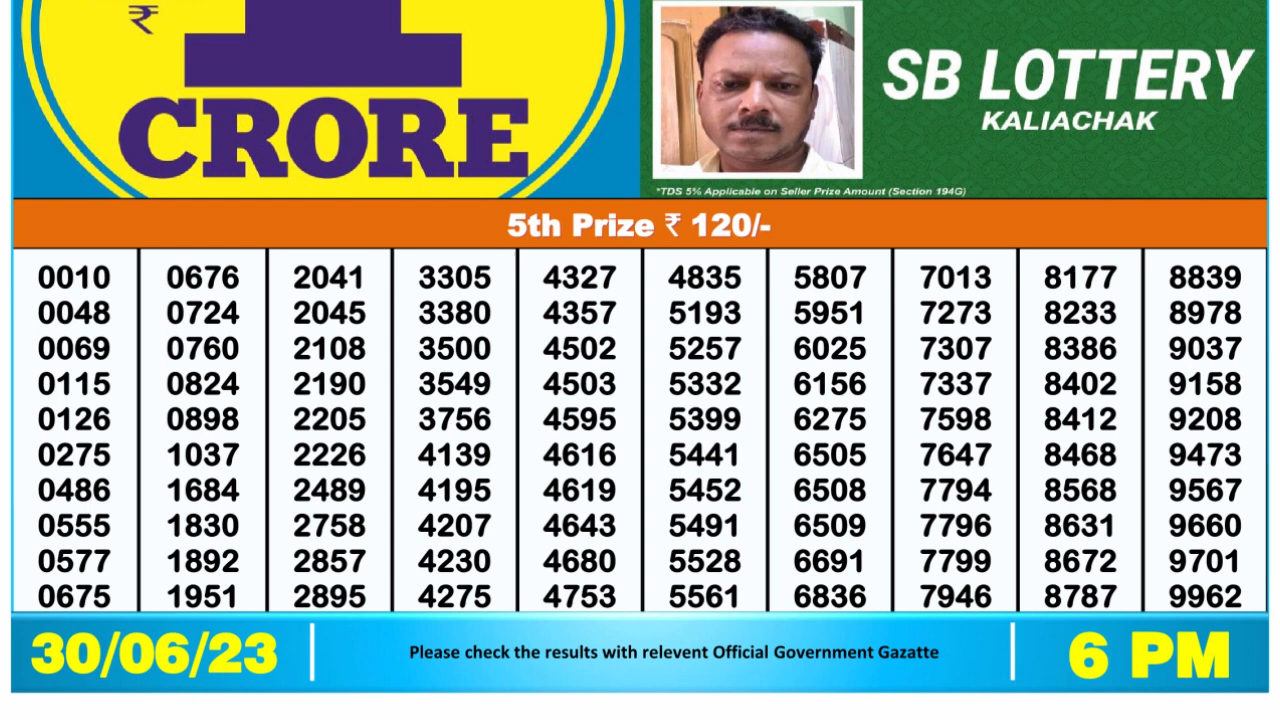 ₹ 1
CRORE
SB LOTTERY
KALIACHAK
*TDS 5% Applicable on Seller Prize Amount (Section 194G)
5th Prize ₹ 120/-
0010 0676 2041 3305 4327 4835 5807 7013 8177 8839
0048 0724 2045 3380 4357 5193 5951 7273 8233 8978
0069 0760 2108 3500 4502 5257 6025 7307 8386 9037
0115 0824 2190 3549 4503 5332 6156 7337 8402 9158
0126 0898 2205 3756 4595 5399 6275 7598 8412 9208
0275 1037 2226 4139 4616 5441 6505 7647 8468 9473
0486 1684 2489 4195 4619 5452 6508 7794 8568 9567
0555 1830 2758 4207 4643 5491 6509 7796 8631 9660
0577 1892 2857 4230 4680 5528 6691 7799 8672 9701
0675 1951 2895 4275 4753 5561 6836 7946 8787 9962
30/06/23
Please check the results with relevent Official Government Gazatte
6 PM